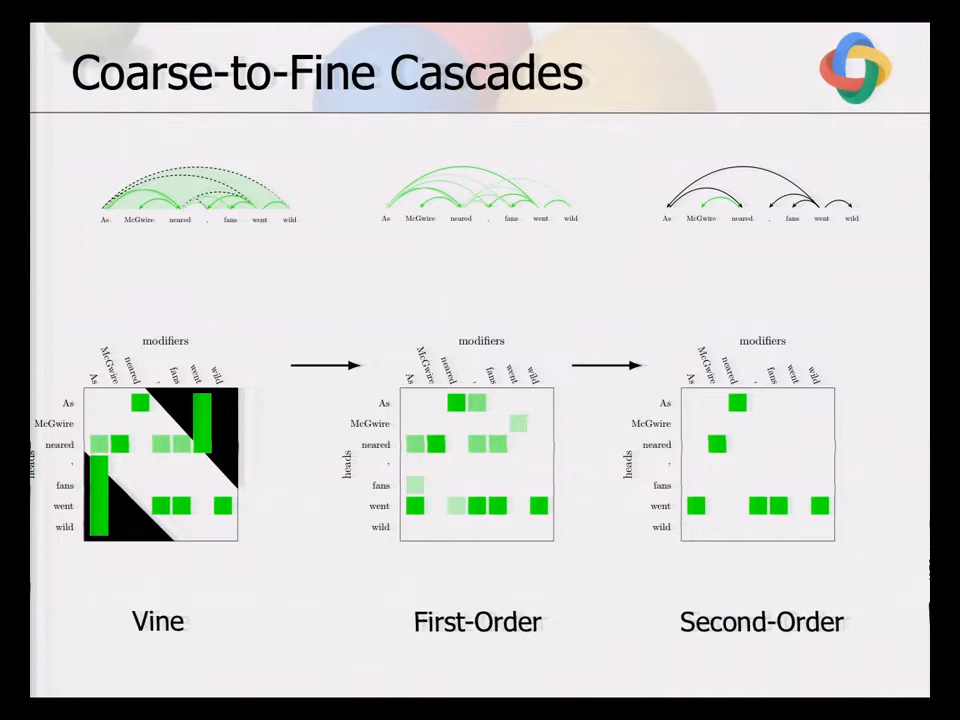 Coarse-to-Fine Cascades
As McGwire neared , fans went wild
As McGwire neared , fans went wild
As McGwire neared , fans went wild
modifiers
As McGwire neared , fans went wild
As
McGwire
neared
,
fans
went
wild
heads
modifiers
As McGwire neared , fans went wild
As
McGwire
neared
,
fans
went
wild
heads
modifiers
As McGwire neared , fans went wild
As
McGwire
neared
,
fans
went
wild
heads
Vine
First-Order
Second-Order